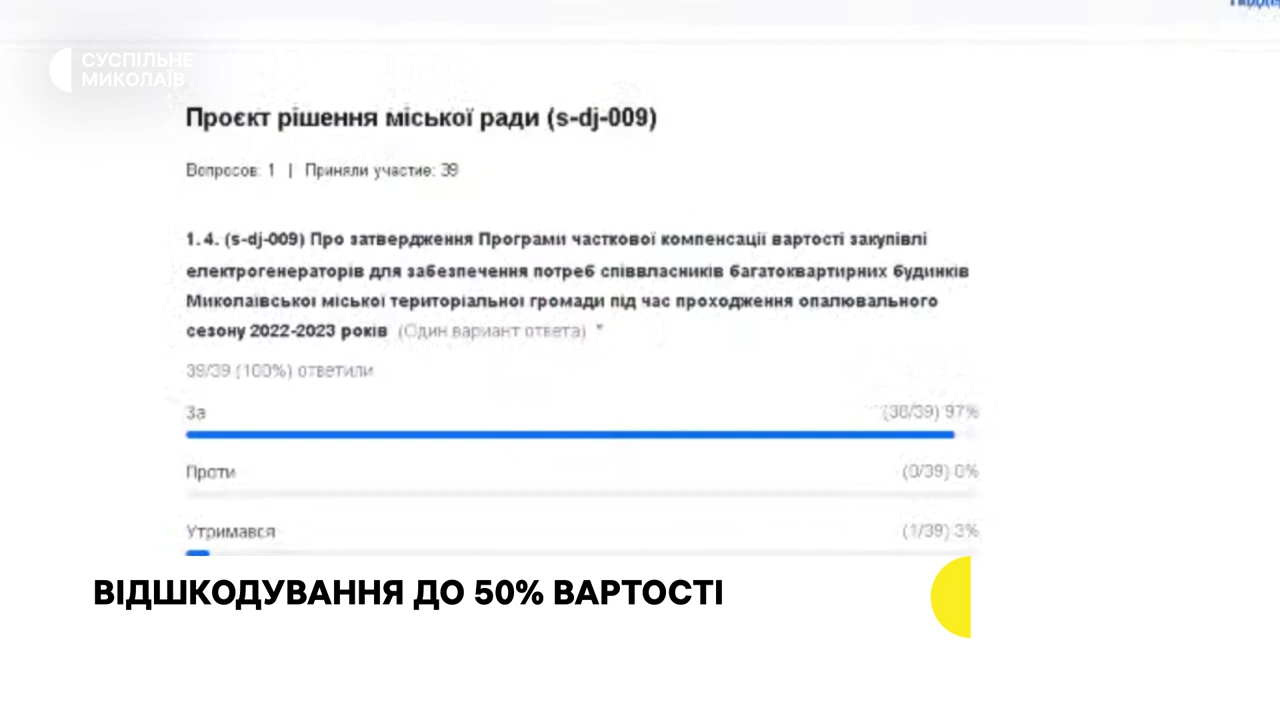 СУСПІЛЬНЕ
МИКОЛАЇВ
Проєкт рішення міської ради (s-dj-009)
Вопросов: 1 | Приняли участие: 39
1. 4. (s-dj-009) Про затвердження Програми часткової компенсації вартості закупівлі
електрогенераторів для забезпечення потреб співвласників багатоквартирних будинків
Миколаївської міської територіальної громади під час проходження опалювального
сезону 2022-2023 років (Один вариант ответа) *
39/39 (100%) ответили
За (38/39) 97%
Проти (0/39) 0%
Утримався (1/39) 3%
ВІДШКОДУВАННЯ ДО 50% ВАРТОСТІ